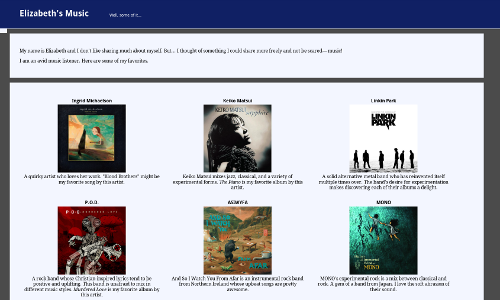 Elizabeth's Music
Well, some of it...
My name is Elizabeth and I don't like sharing much about myself. But... I thought of something I could share more freely and not be scared— music!
I am an avid music listener. Here are some of my favorites.
Ingrid Michaelson
Keiko Matsui
Linkin Park
KEIKO MATSUI
LINKIN
PARK
A quirky artist who loves her work. "Blood Brothers" might be
my favorite song by this artist.
Keiko Matsui mixes jazz, classical, and a variety of
experimental forms. The Piano is my favorite album by this
artist.
A solid alternative metal band who has reinvented itself
multiple times over. The band's desire for experimentation
makes discovering each of their albums a delight.
P.O.D.
ASIWYFA
MONO
P.O.D.
MONO
A rock band whose Christian-inspired lyrics tend to be
positive and uplifting. This band is unafraid to mix in
different music styles. Murdered Love is my favorite album by
this artist.
And So I Watch You From Afar is an instrumental rock band
from Northern Ireland whose upbeat songs are pretty
awesome.
MONO's experimental rock is a mix between classical and
rock. A gem of a band from Japan. I love the soft airiness of
their sound.